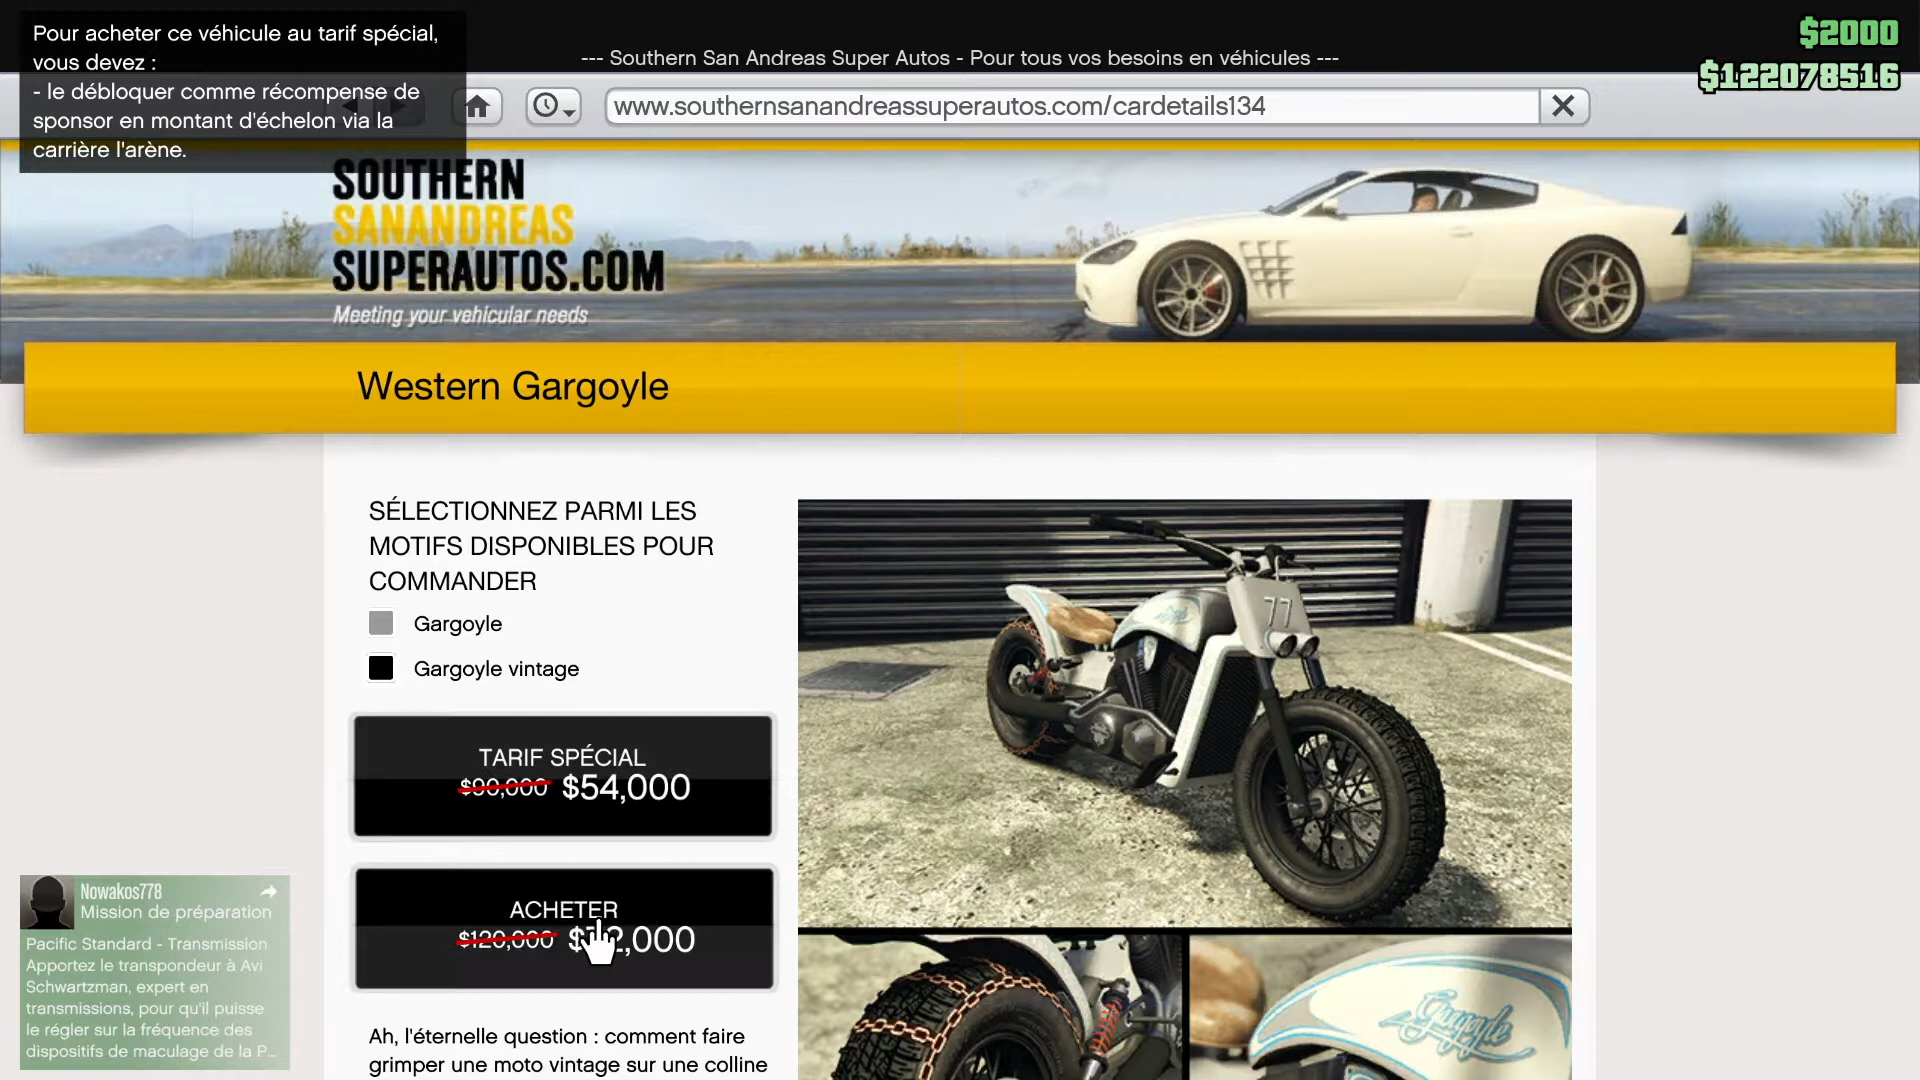 Pour acheter ce véhicule au tarif spécial,
vous devez :
- le débloquer comme récompense de
sponsor en montant d'échelon via la
carrière l'arène.
--- Southern San Andreas Super Autos - Pour tous vos besoins en véhicules ---
$2000
$122078516
www.southernsanandreassuperautos.com/cardetails134
SOUTHERN
SANANDREAS
SUPERAUTOS.COM
Meeting your vehicular needs
Western Gargoyle
SÉLECTIONNEZ PARMI LES
MOTIFS DISPONIBLES POUR
COMMANDER
Gargoyle
Gargoyle vintage
TARIF SPÉCIAL
$90,000 $54,000
ACHETER
$120,000
Ah, l'éternelle question : comment faire
grimper une moto vintage sur une colline
77
Gargoyle
Nowakos778
Mission de préparation
Pacific Standard - Transmission
Apportez le transpondeur à Avi
Schwartzman, expert en
transmissions, pour qu'il puisse
le régler sur la fréquence des
dispositifs de maculage de la P...